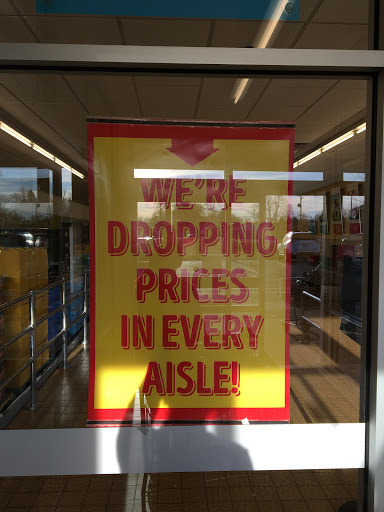 WE'RE
DROPPING
PRICES
IN EVERY
AISLE!